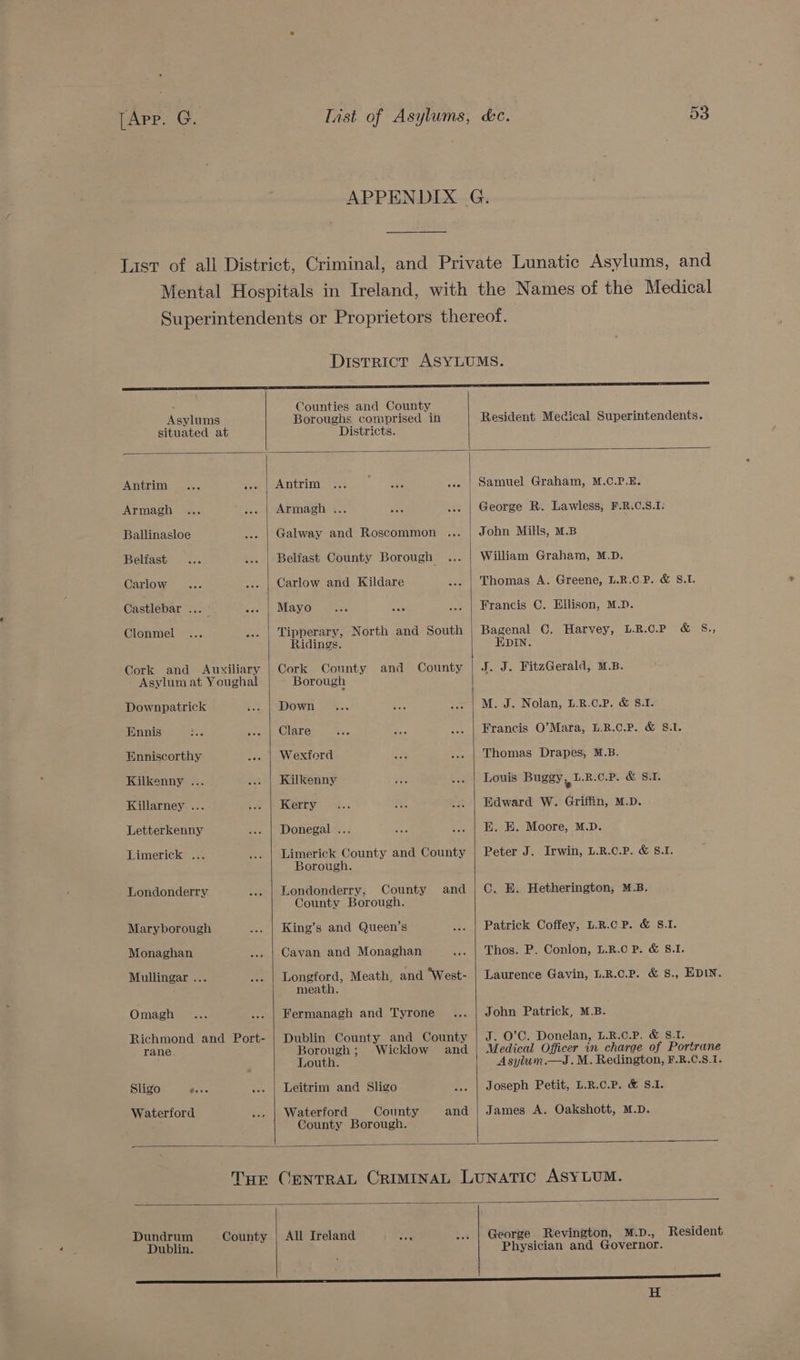 [APP. G. List of Asylums, &c. 53
APPENDIX G.
LIST of all District, Criminal, and Private Lunatic Asylums, and
Mental Hospitals in Ireland, with the Names of the Medical
Superintendents or Proprietors thereof.
DISTRICT ASYLUMS.
Asylums situated at | Counties and County Boroughs comprised in Districts. | Resident Medical Superintendents.
Antrim ... ... | Antrim ... ... ... | Samuel Graham, M.C.P.E.
Armagh ... ... | Armagh ... ... ... | George R. Lawless, F.R.C.S.I.
Ballinasloe ... | Galway and Roscommon ... | John Mills, M.B
Belfast ... ... | Belfast County Borough ... | William Graham, M.D.
Carlow ... ... | Carlow and Kildare ... | Thomas A. Greene, L.R.C P. & S.I.
Castlebar ... ... | Mayo ... ... ... | Francis C. Ellison, M.D.
Clonmel ... ... | Tipperary, North and South | Bagenal C. Harvey, L.R.C.P & S.,
Ridings. | EDIN.
Cork and Auxiliary | Cork County and County | J. J. FitzGerald, M.B.
Asylum at Youghal | Borough
Downpatrick ... | Down ... ... ... | M. J. Nolan, L.R.C.P. & S.I.
Ennis ... ... | Clare ... ... ... | Francis O'Mara, L.R.C.P. & S.I.
Enniscorthy ... | Wexford ... ... | Thomas Drapes, M.B.
Kilkenny ... ... | Kilkenny ... ... | Louis Buggy, L.R.C.P. & S.I.
Killarney ... ... | Kerry ... ... ... | Edward W. Griffin, M.D.
Letterkenny ... | Donegal ... ... ... | E. E. Moore, M.D.
Limerick ... ... | Limerick County and County | Peter J. Irwin, L.R.C.P. & S.I.
Borough.
Londonderry ... | Londonderry, County and | C. E. Hetherington, M.B.
County Borough.
Maryborough ... | King's and Queen's ... | Patrick Coffey, L.R.C P. & S.I.
Monaghan ... | Cavan and Monaghan ... | Thos. P. Conlon, L.R.C P. & S.I.
Mullingar ... ... | Longford, Meath, and West- | Laurence Gavin, L.R.C.P. & S., EDIN.
meath.
Omagh ... ... | Fermanagh and Tyrone ... | John Patrick, M.B.
Richmond and Port- | Dublin County and County | J. O'C. Donelan, L.R.C.P. & S.I.
rane | Borough; Wicklow and | Medical Officer in charge of Portrane
Louth. | Asylum.—J. M. Redington, F.R.C.S.I.
Sligo ... ... | Leitrim and Sligo ... | Joseph Petit, L.R.C.P. & S.I.
Waterford ... | Waterford County and | James A. Oakshott, M.D.
County Borough.
THE CENTRAL CRIMINAL LUNATIC ASYLUM.
Dundrum County | All Ireland ... ... | George Revington, M.D., Resident
Dublin. | Physician and Governor.
H